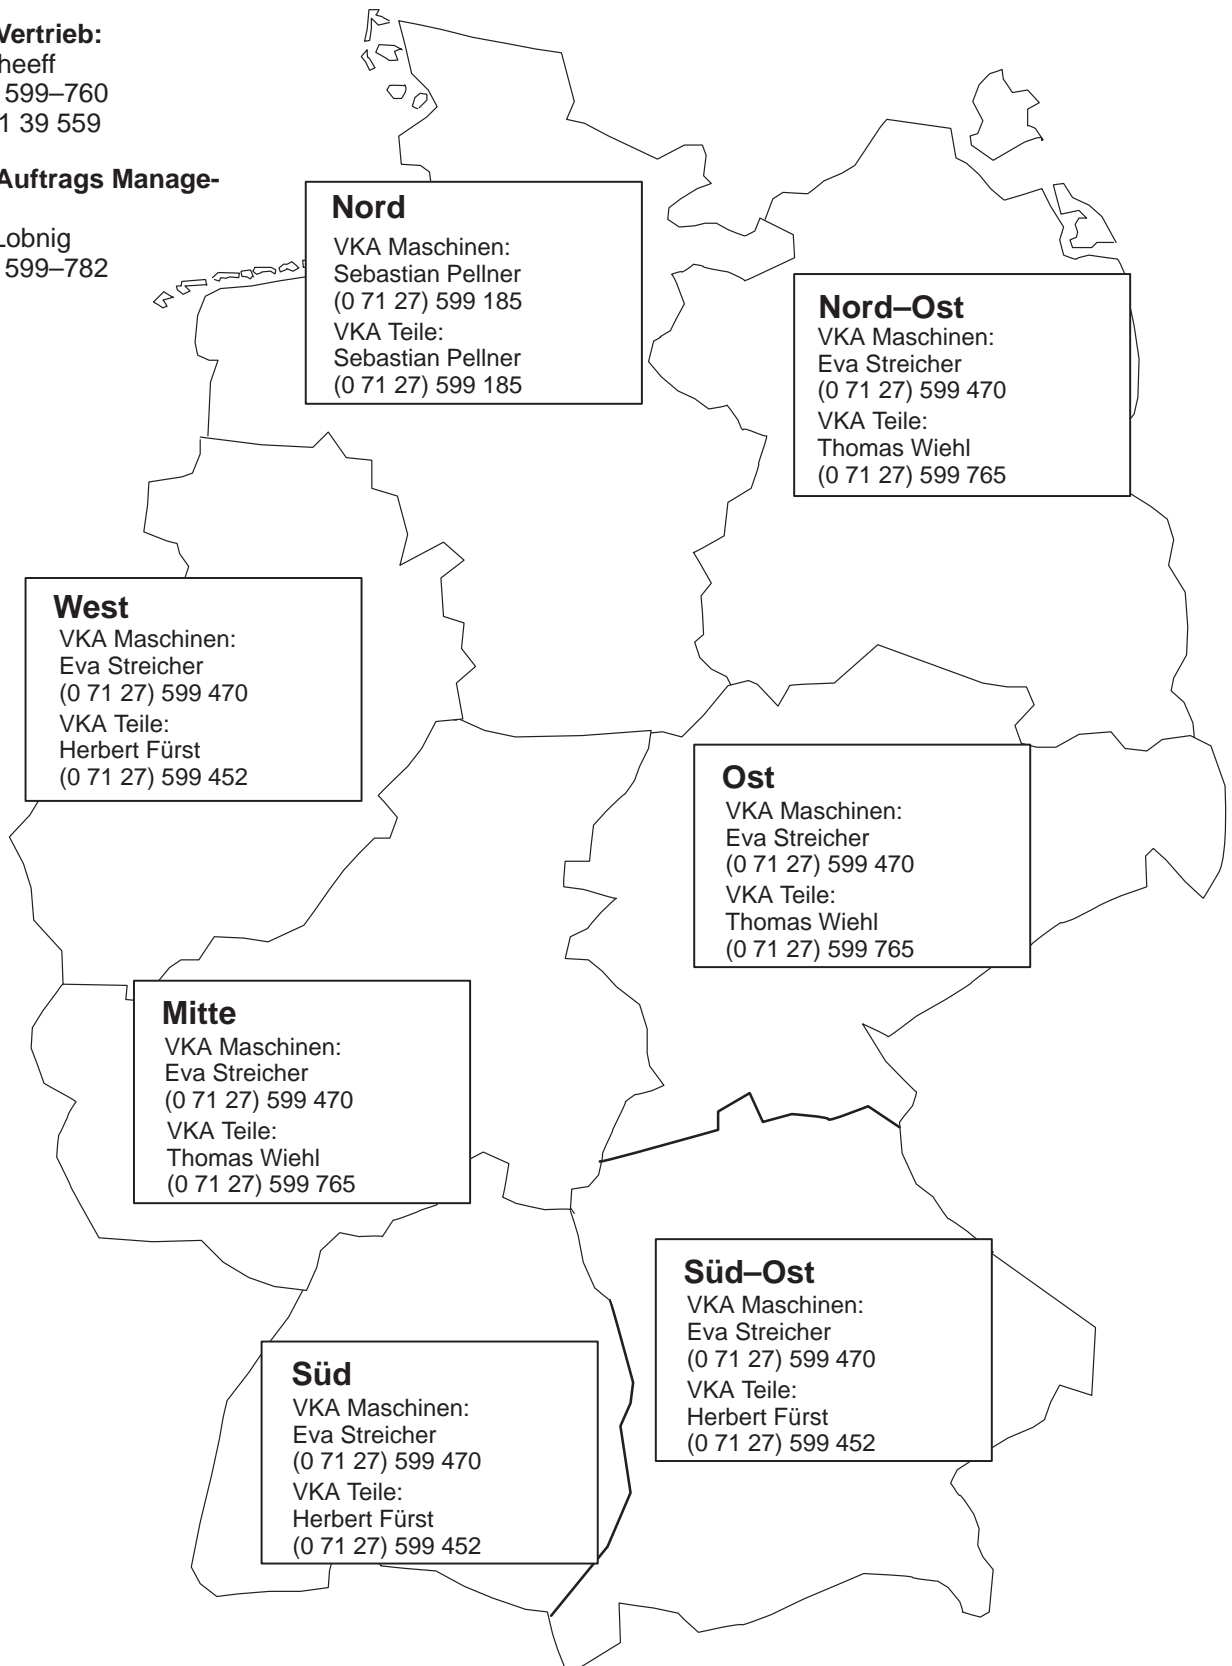 Vertrieb:
heeff
599–760
1 39 559
Auftrags Manage-
Lobnig
599–782
Nord
VKA Maschinen:
Sebastian Pellner
(0 71 27) 599 185
VKA Teile:
Sebastian Pellner
(0 71 27) 599 185
Nord–Ost
VKA Maschinen:
Eva Streicher
(0 71 27) 599 470
VKA Teile:
Thomas Wiehl
(0 71 27) 599 765
West
VKA Maschinen:
Eva Streicher
(0 71 27) 599 470
VKA Teile:
Herbert Fürst
(0 71 27) 599 452
Ost
VKA Maschinen:
Eva Streicher
(0 71 27) 599 470
VKA Teile:
Thomas Wiehl
(0 71 27) 599 765
Mitte
VKA Maschinen:
Eva Streicher
(0 71 27) 599 470
VKA Teile:
Thomas Wiehl
(0 71 27) 599 765
Süd–Ost
VKA Maschinen:
Eva Streicher
(0 71 27) 599 470
VKA Teile:
Herbert Fürst
(0 71 27) 599 452
Süd
VKA Maschinen:
Eva Streicher
(0 71 27) 599 470
VKA Teile:
Herbert Fürst
(0 71 27) 599 452